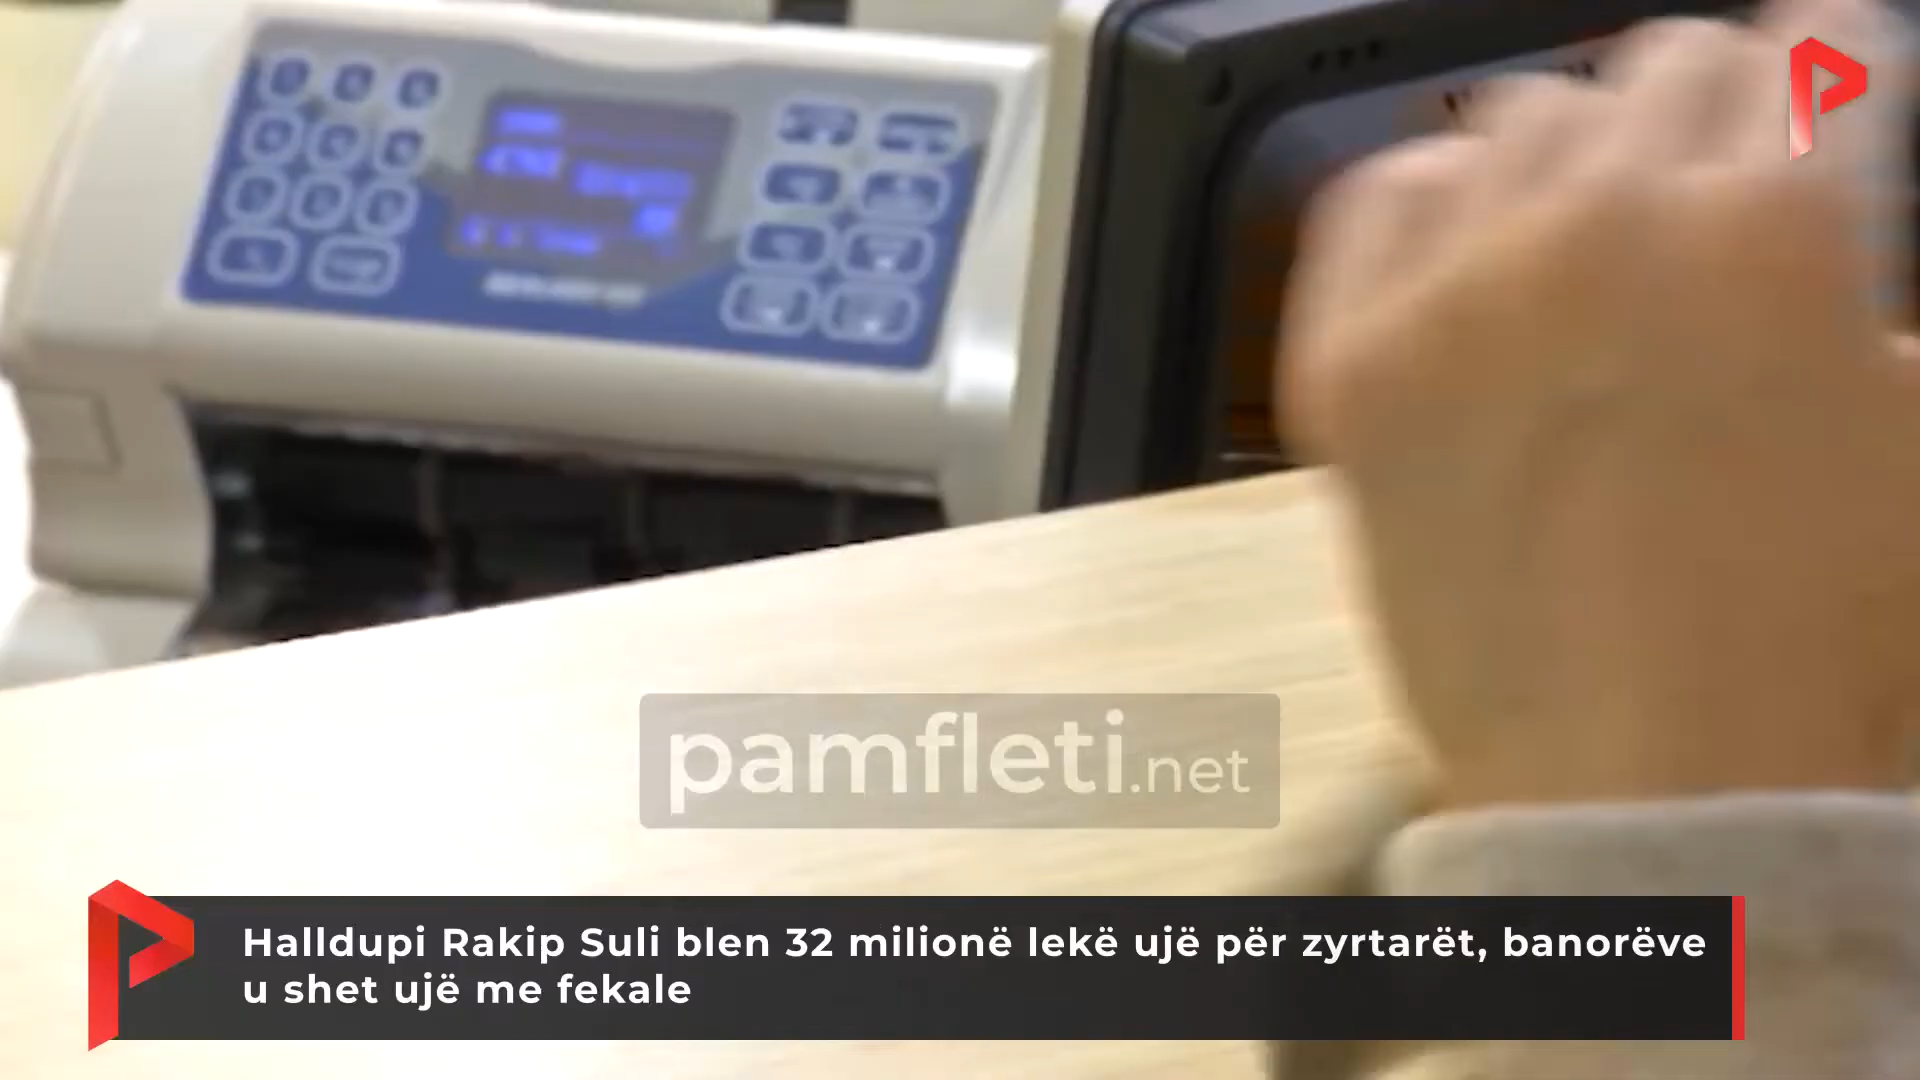 pamfleti.net
Halldupi Rakip Suli blen 32 milionë lekë ujë për zyrtarët, banorëve
u shet ujë me fekale